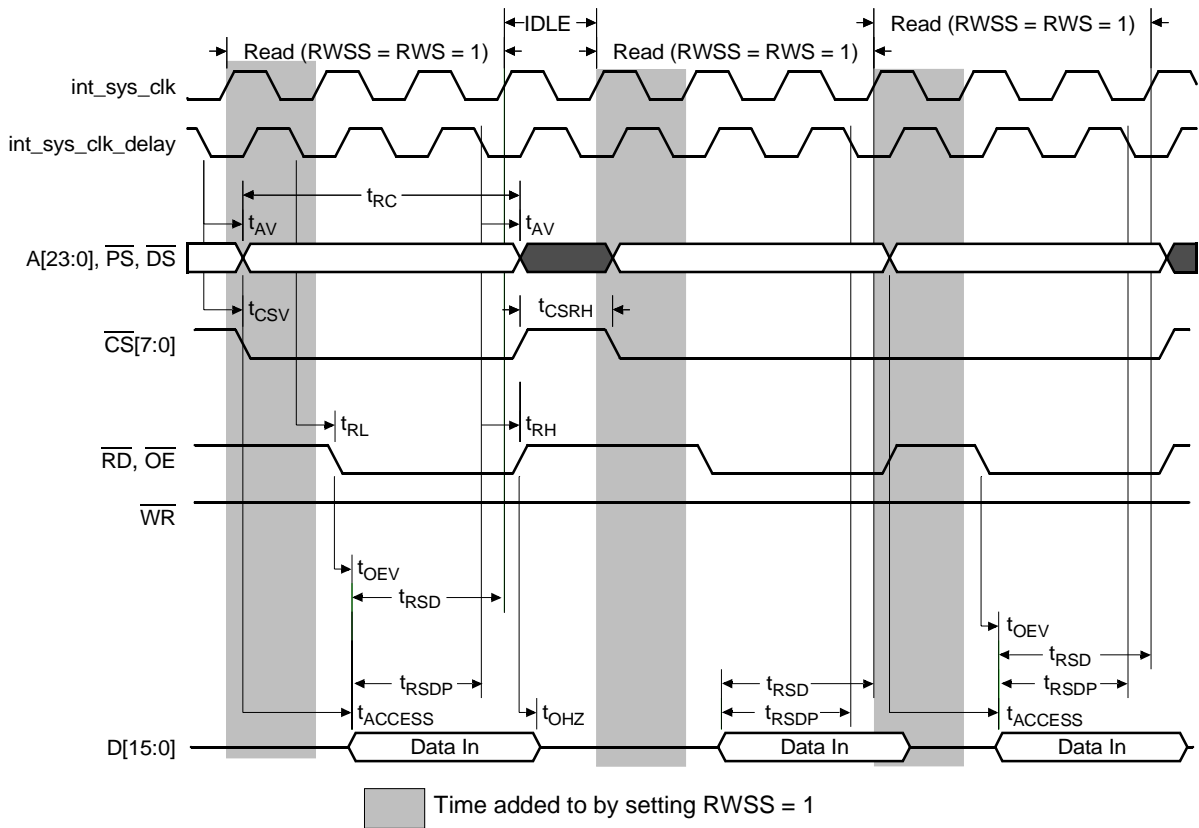 IDLE
Read (RWSS = RWS = 1)
Read (RWSS = RWS = 1)
Read (RWSS = RWS = 1)
int_sys_clk
int_sys_clk_delay
tRC
tAV
tAV
A[23:0], PS, DS
tCSV
tCSRH
CS[7:0]
tRL
tRH
RD, OE
WR
tOEV
tRSD
tOEV
tRSD
tRSDP
tRSD
tRSDP
tACCESS
tOHZ
tRSDP
tACCESS
D[15:0]
Data In
Data In
Data In
Time added to by setting RWSS = 1